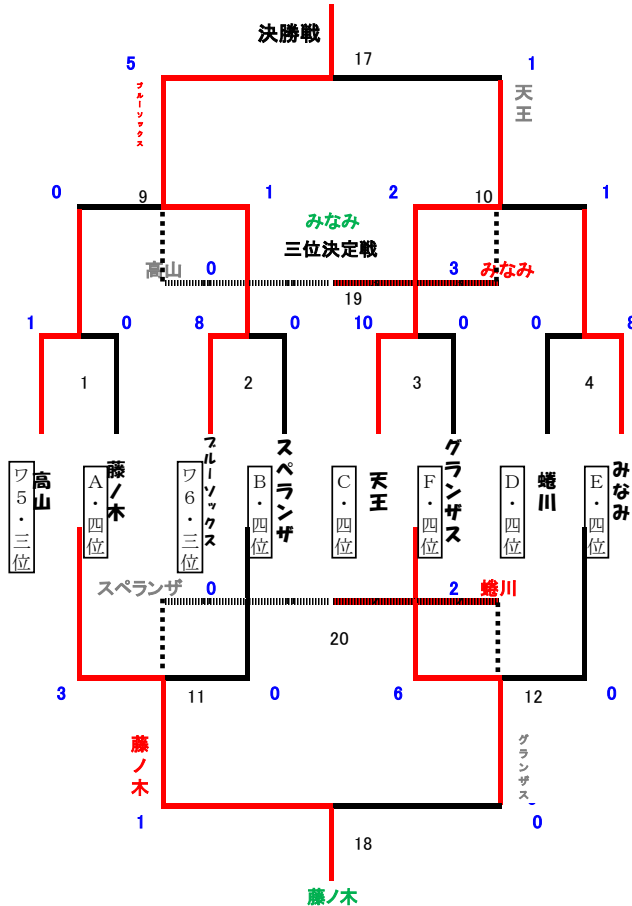 決勝戦
17
5
1
ブルーソックス
天王
0
9
1
2
10
1
みなみ
三位決定戦
高山
0
3
みなみ
19
1
0
8
0
10
0
0
8
1
2
3
4
ワ5・三位
高山
A・四位
藤ノ木
ワ6・三位
ブルーソックス
B・四位
スペランザ
C・四位
天王
F・四位
グランザス
D・四位
蜷川
E・四位
みなみ
スペランザ
0
2
蜷川
20
3
11
0
6
12
0
藤ノ木
グランザス
1
0
18
藤ノ木